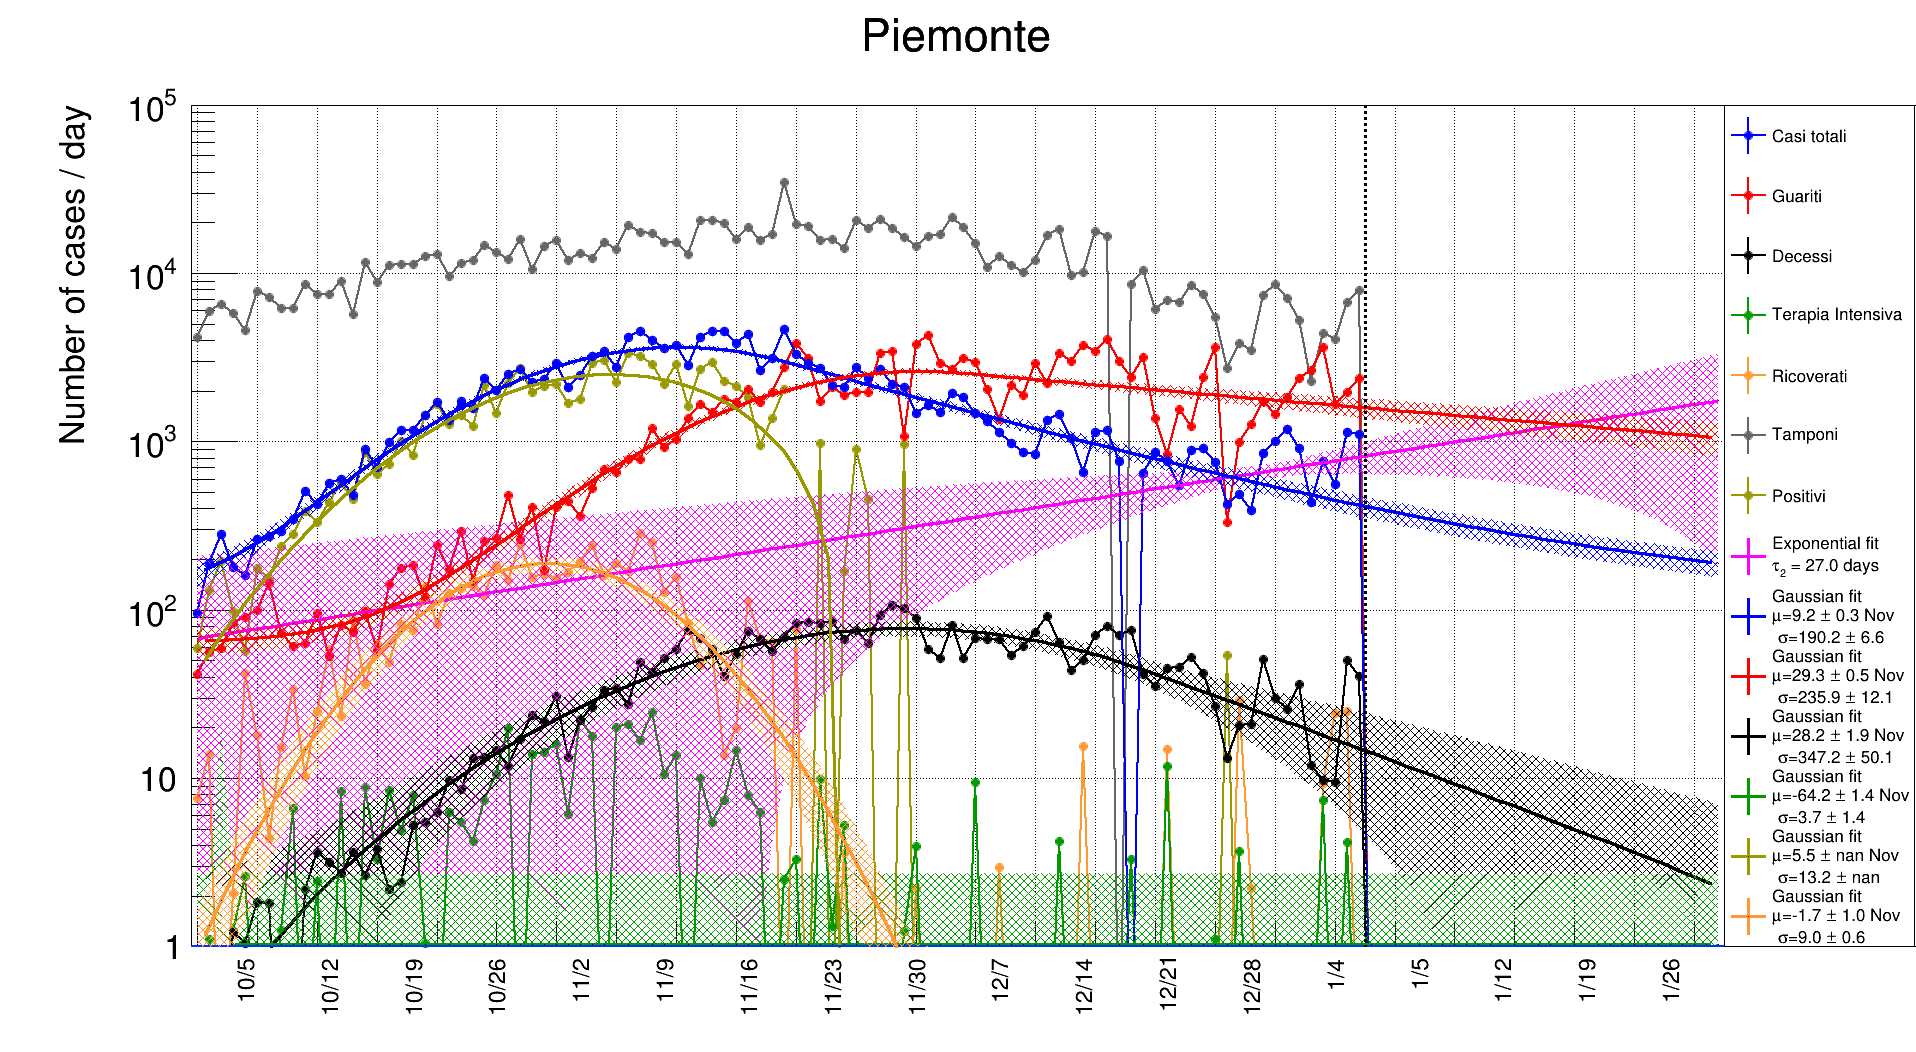 Piemonte
Number of cases / day
10^5
10^4
10^3
10^2
10
1
10/5
10/12
10/19
10/26
11/2
11/9
11/16
11/23
11/30
12/7
12/14
12/21
12/28
1/4
1/5
1/12
1/19
1/26
Casi totali
Guariti
Decessi
Terapia Intensiva
Ricoverati
Tamponi
Positivi
Exponential fit
τ₂ = 27.0 days
Gaussian fit
μ=9.2 ± 0.3 Nov
σ=190.2 ± 6.6
Gaussian fit
μ=29.3 ± 0.5 Nov
σ=235.9 ± 12.1
Gaussian fit
μ=28.2 ± 1.9 Nov
σ=347.2 ± 50.1
Gaussian fit
μ=-64.2 ± 1.4 Nov
σ=3.7 ± 1.4
Gaussian fit
μ=5.5 ± nan Nov
σ=13.2 ± nan
Gaussian fit
μ=-1.7 ± 1.0 Nov
σ=9.0 ± 0.6